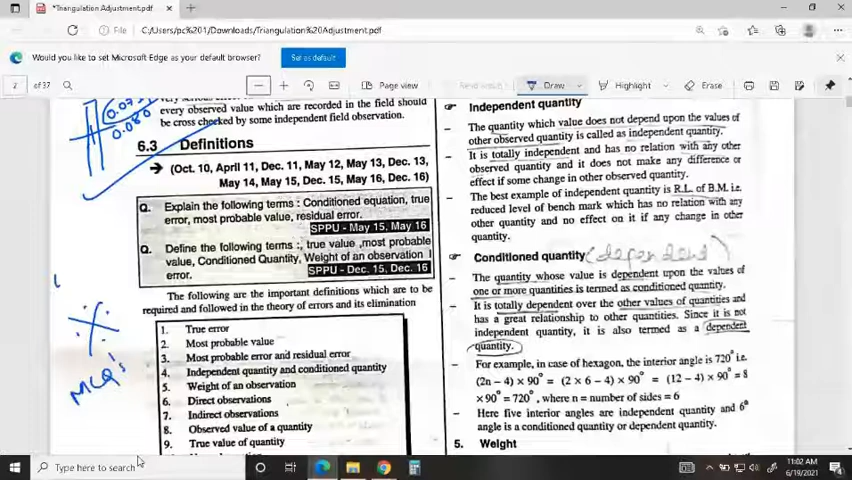 *Triangulation Adjustment.pdf
File
C:/Users/pc%201/Downloads/Triangulation%20Adjustment.pdf
Would you like to set Microsoft Edge as your default browser?
Set as default
2
of 37
Page view
Draw
Highlight
Erase
0.080
every observed value which are recorded in the field should
be cross checked by some independent field observation.
6.3 Definitions
(Oct. 10, April 11, Dec. 11, May 12, May 13, Dec. 13,
May 14, May 15, Dec. 15, May 16, Dec. 16)
Q. Explain the following terms : Conditioned equation, true
error, most probable value, residual error.
SPPU - May 15, May 16
Q. Define the following terms :, true value ,most probable
value, Conditioned Quantity, Weight of an observation
error.
SPPU - Dec. 15, Dec. 16
The following are the important definitions which are to be
required and followed in the theory of errors and its elimination
1. True error
2. Most probable value
3. Most probable error and residual error
4. Independent quantity and conditioned quantity
5. Weight of an observation
6. Direct observations
7. Indirect observations
8. Observed value of a quantity
9. True value of quantity
MCQ's
Independent quantity
- The quantity which value does not depend upon the values of
other observed quantity is called as independent quantity.
- It is totally independent and has no relation with any other
observed quantity and it does not make any difference or
effect if some change in other observed quantity.
- The best example of independent quantity is R.L. of B.M. i.e.
reduced level of bench mark which has no relation with any
other quantity and no effect on it if any change in other
quantity.
Conditioned quantity (dependent)
- The quantity whose value is dependent upon the values of
one or more quantities is termed as conditioned quantity.
- It is totally dependent over the other values of quantities and
has a great relationship to other quantities. Since it is not
independent quantity, it is also termed as a dependent
quantity.
- For example, in case of hexagon, the interior angle is 720° i.e.
(2n – 4) × 90° = (2 × 6 – 4) × 90° = (12 – 4) × 90° = 8
× 90° = 720°, where n = number of sides = 6
- Here five interior angles are independent quantity and 6th
angle is a conditioned quantity or dependent quantity.
5. Weight
Type here to search
11:02 AM
6/19/2021